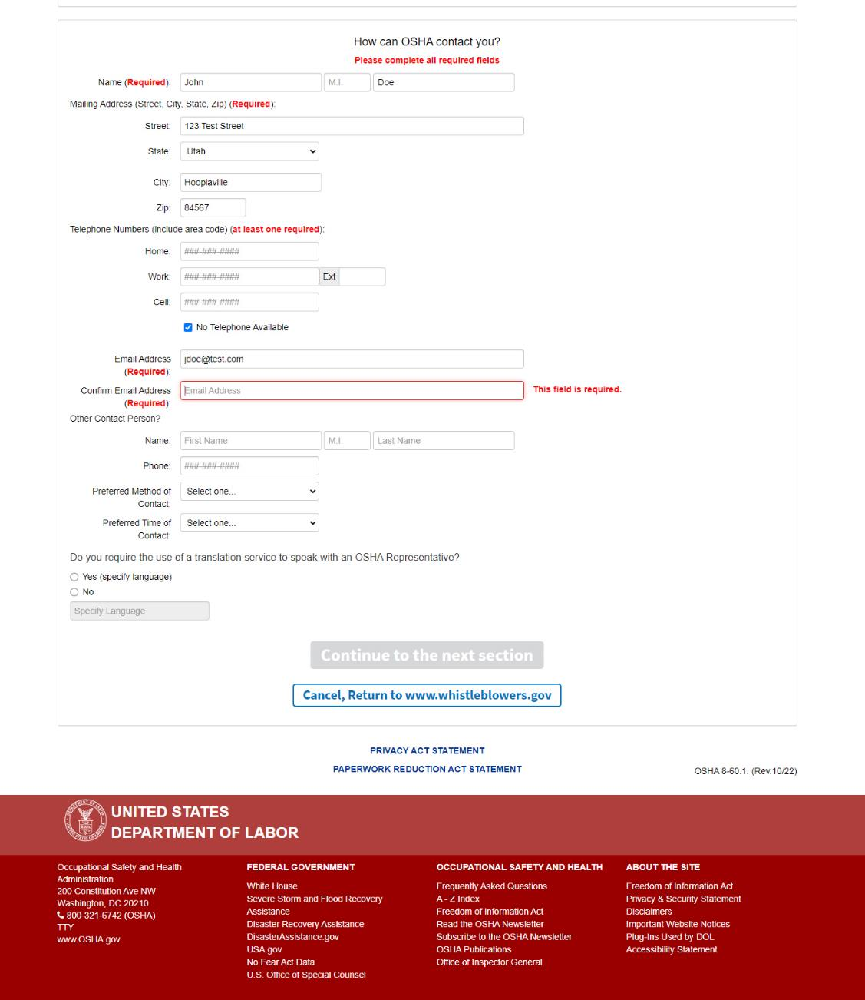 How can OSHA contact you?
Please complete all required fields
Name (Required): John M.I. Doe
Mailing Address (Street, City, State, Zip) (Required):
Street: 123 Test Street
State: Utah
City: Hooplaville
Zip: 84567
Telephone Numbers (include area code) (at least one required):
Home: ###-###-####
Work: ###-###-#### Ext
Cell: ###-###-####
No Telephone Available
Email Address
(Required): jdoe@test.com
Confirm Email Address
(Required): Email Address This field is required.
Other Contact Person?
Name: First Name M.I. Last Name
Phone: ###-###-####
Preferred Method of
Contact: Select one...
Preferred Time of
Contact: Select one...
Do you require the use of a translation service to speak with an OSHA Representative?
Yes (specify language)
No
Specify Language
Continue to the next section
Cancel, Return to www.whistleblowers.gov
PRIVACY ACT STATEMENT
PAPERWORK REDUCTION ACT STATEMENT
OSHA 8-60.1. (Rev.10/22)
UNITED STATES
DEPARTMENT OF LABOR
Occupational Safety and Health
Administration
200 Constitution Ave NW
Washington, DC 20210
800-321-6742 (OSHA)
TTY
www.OSHA.gov
FEDERAL GOVERNMENT
White House
Severe Storm and Flood Recovery
Assistance
Disaster Recovery Assistance
DisasterAssistance.gov
USA.gov
No Fear Act Data
U.S. Office of Special Counsel
OCCUPATIONAL SAFETY AND HEALTH
Frequently Asked Questions
A - Z Index
Freedom of Information Act
Read the OSHA Newsletter
Subscribe to the OSHA Newsletter
OSHA Publications
Office of Inspector General
ABOUT THE SITE
Freedom of Information Act
Privacy & Security Statement
Disclaimers
Important Website Notices
Plug-Ins Used by DOL
Accessibility Statement